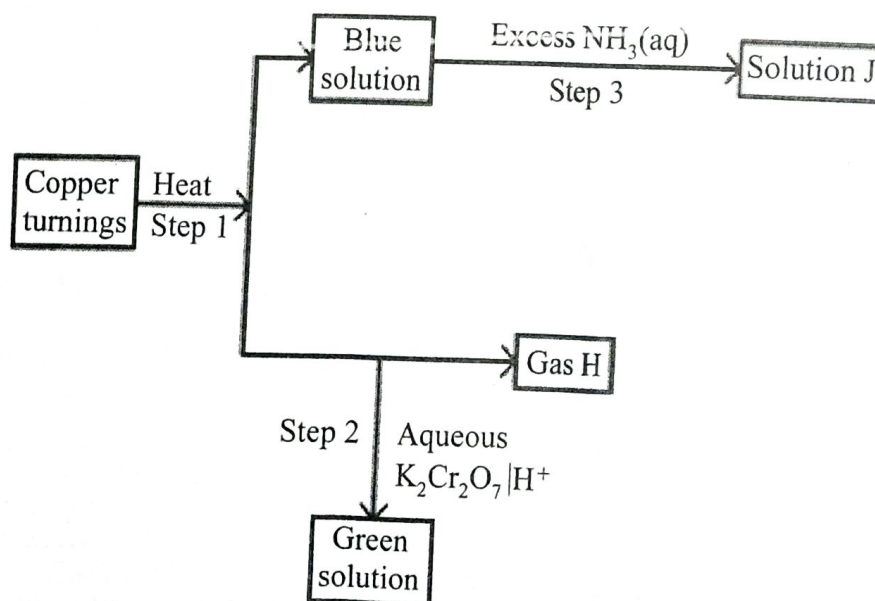 Blue
solution
Excess NH₃(aq)
Step 3
Solution J
Copper
turnings
Heat
Step 1
Gas H
Step 2
Aqueous
K₂Cr₂O₇|H⁺
Green
solution